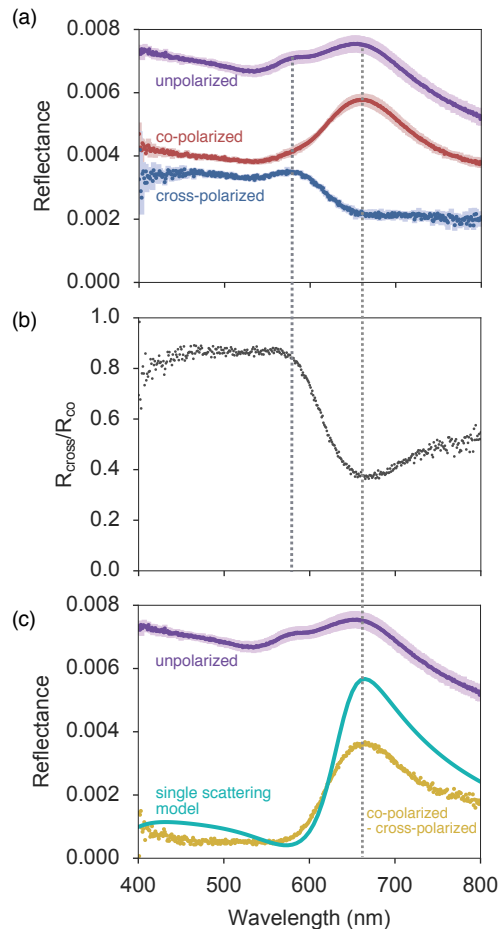 (a)
0.008
0.006
0.004
0.002
0.000
Reflectance
unpolarized
co-polarized
cross-polarized
(b)
1.0
0.8
0.6
0.4
0.2
0.0
R_cross/R_co
(c)
0.008
0.006
0.004
0.002
0.000
Reflectance
unpolarized
single scattering
model
co-polarized
- cross-polarized
400 500 600 700 800
Wavelength (nm)